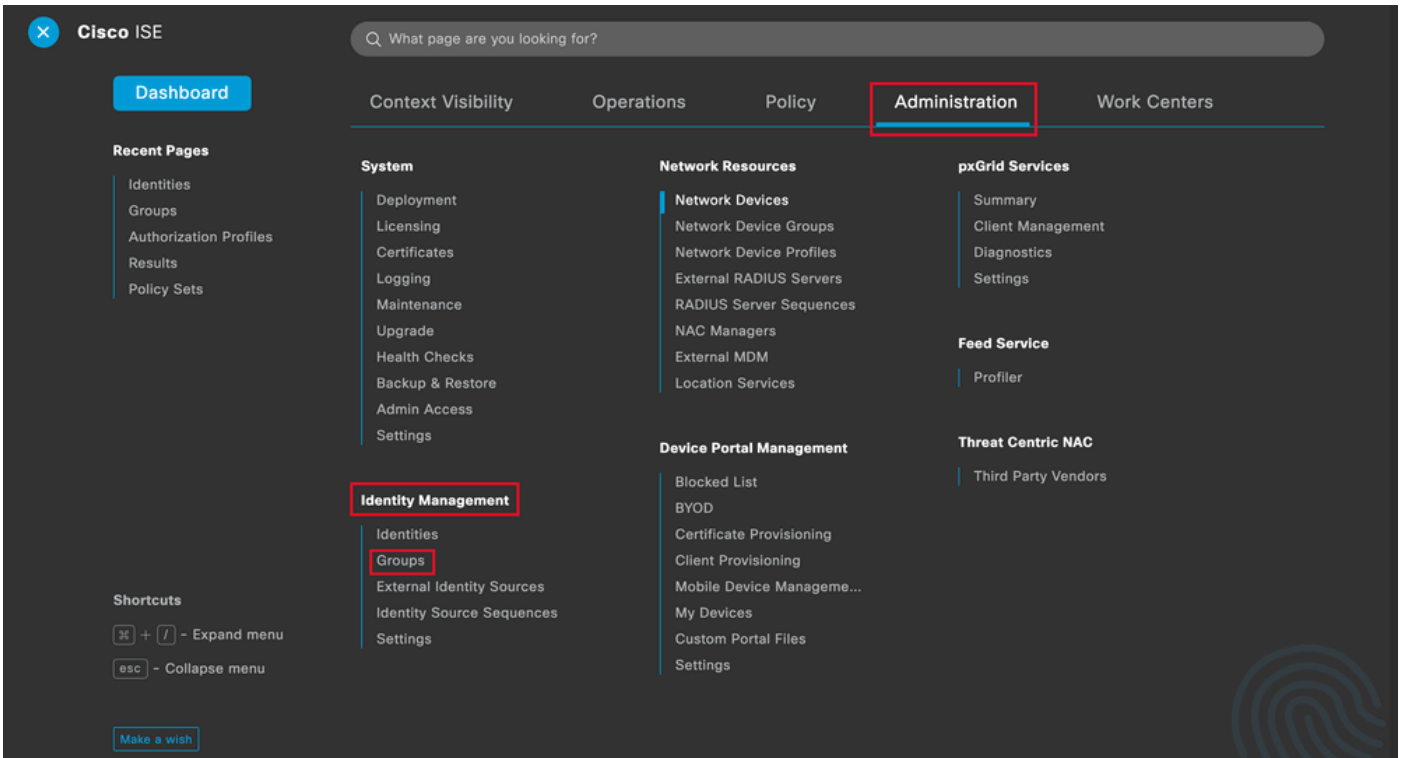 Cisco ISE
What page are you looking for?
Dashboard
Context Visibility
Operations
Policy
Administration
Work Centers
Recent Pages
Identities
Groups
Authorization Profiles
Results
Policy Sets
System
Deployment
Licensing
Certificates
Logging
Maintenance
Upgrade
Health Checks
Backup & Restore
Admin Access
Settings
Identity Management
Identities
Groups
External Identity Sources
Identity Source Sequences
Settings
Network Resources
Network Devices
Network Device Groups
Network Device Profiles
External RADIUS Servers
RADIUS Server Sequences
NAC Managers
External MDM
Location Services
Device Portal Management
Blocked List
BYOD
Certificate Provisioning
Client Provisioning
Mobile Device Manageme...
My Devices
Custom Portal Files
Settings
pxGrid Services
Summary
Client Management
Diagnostics
Settings
Feed Service
Profiler
Threat Centric NAC
Third Party Vendors
Shortcuts
⌘ + / - Expand menu
esc - Collapse menu
Make a wish